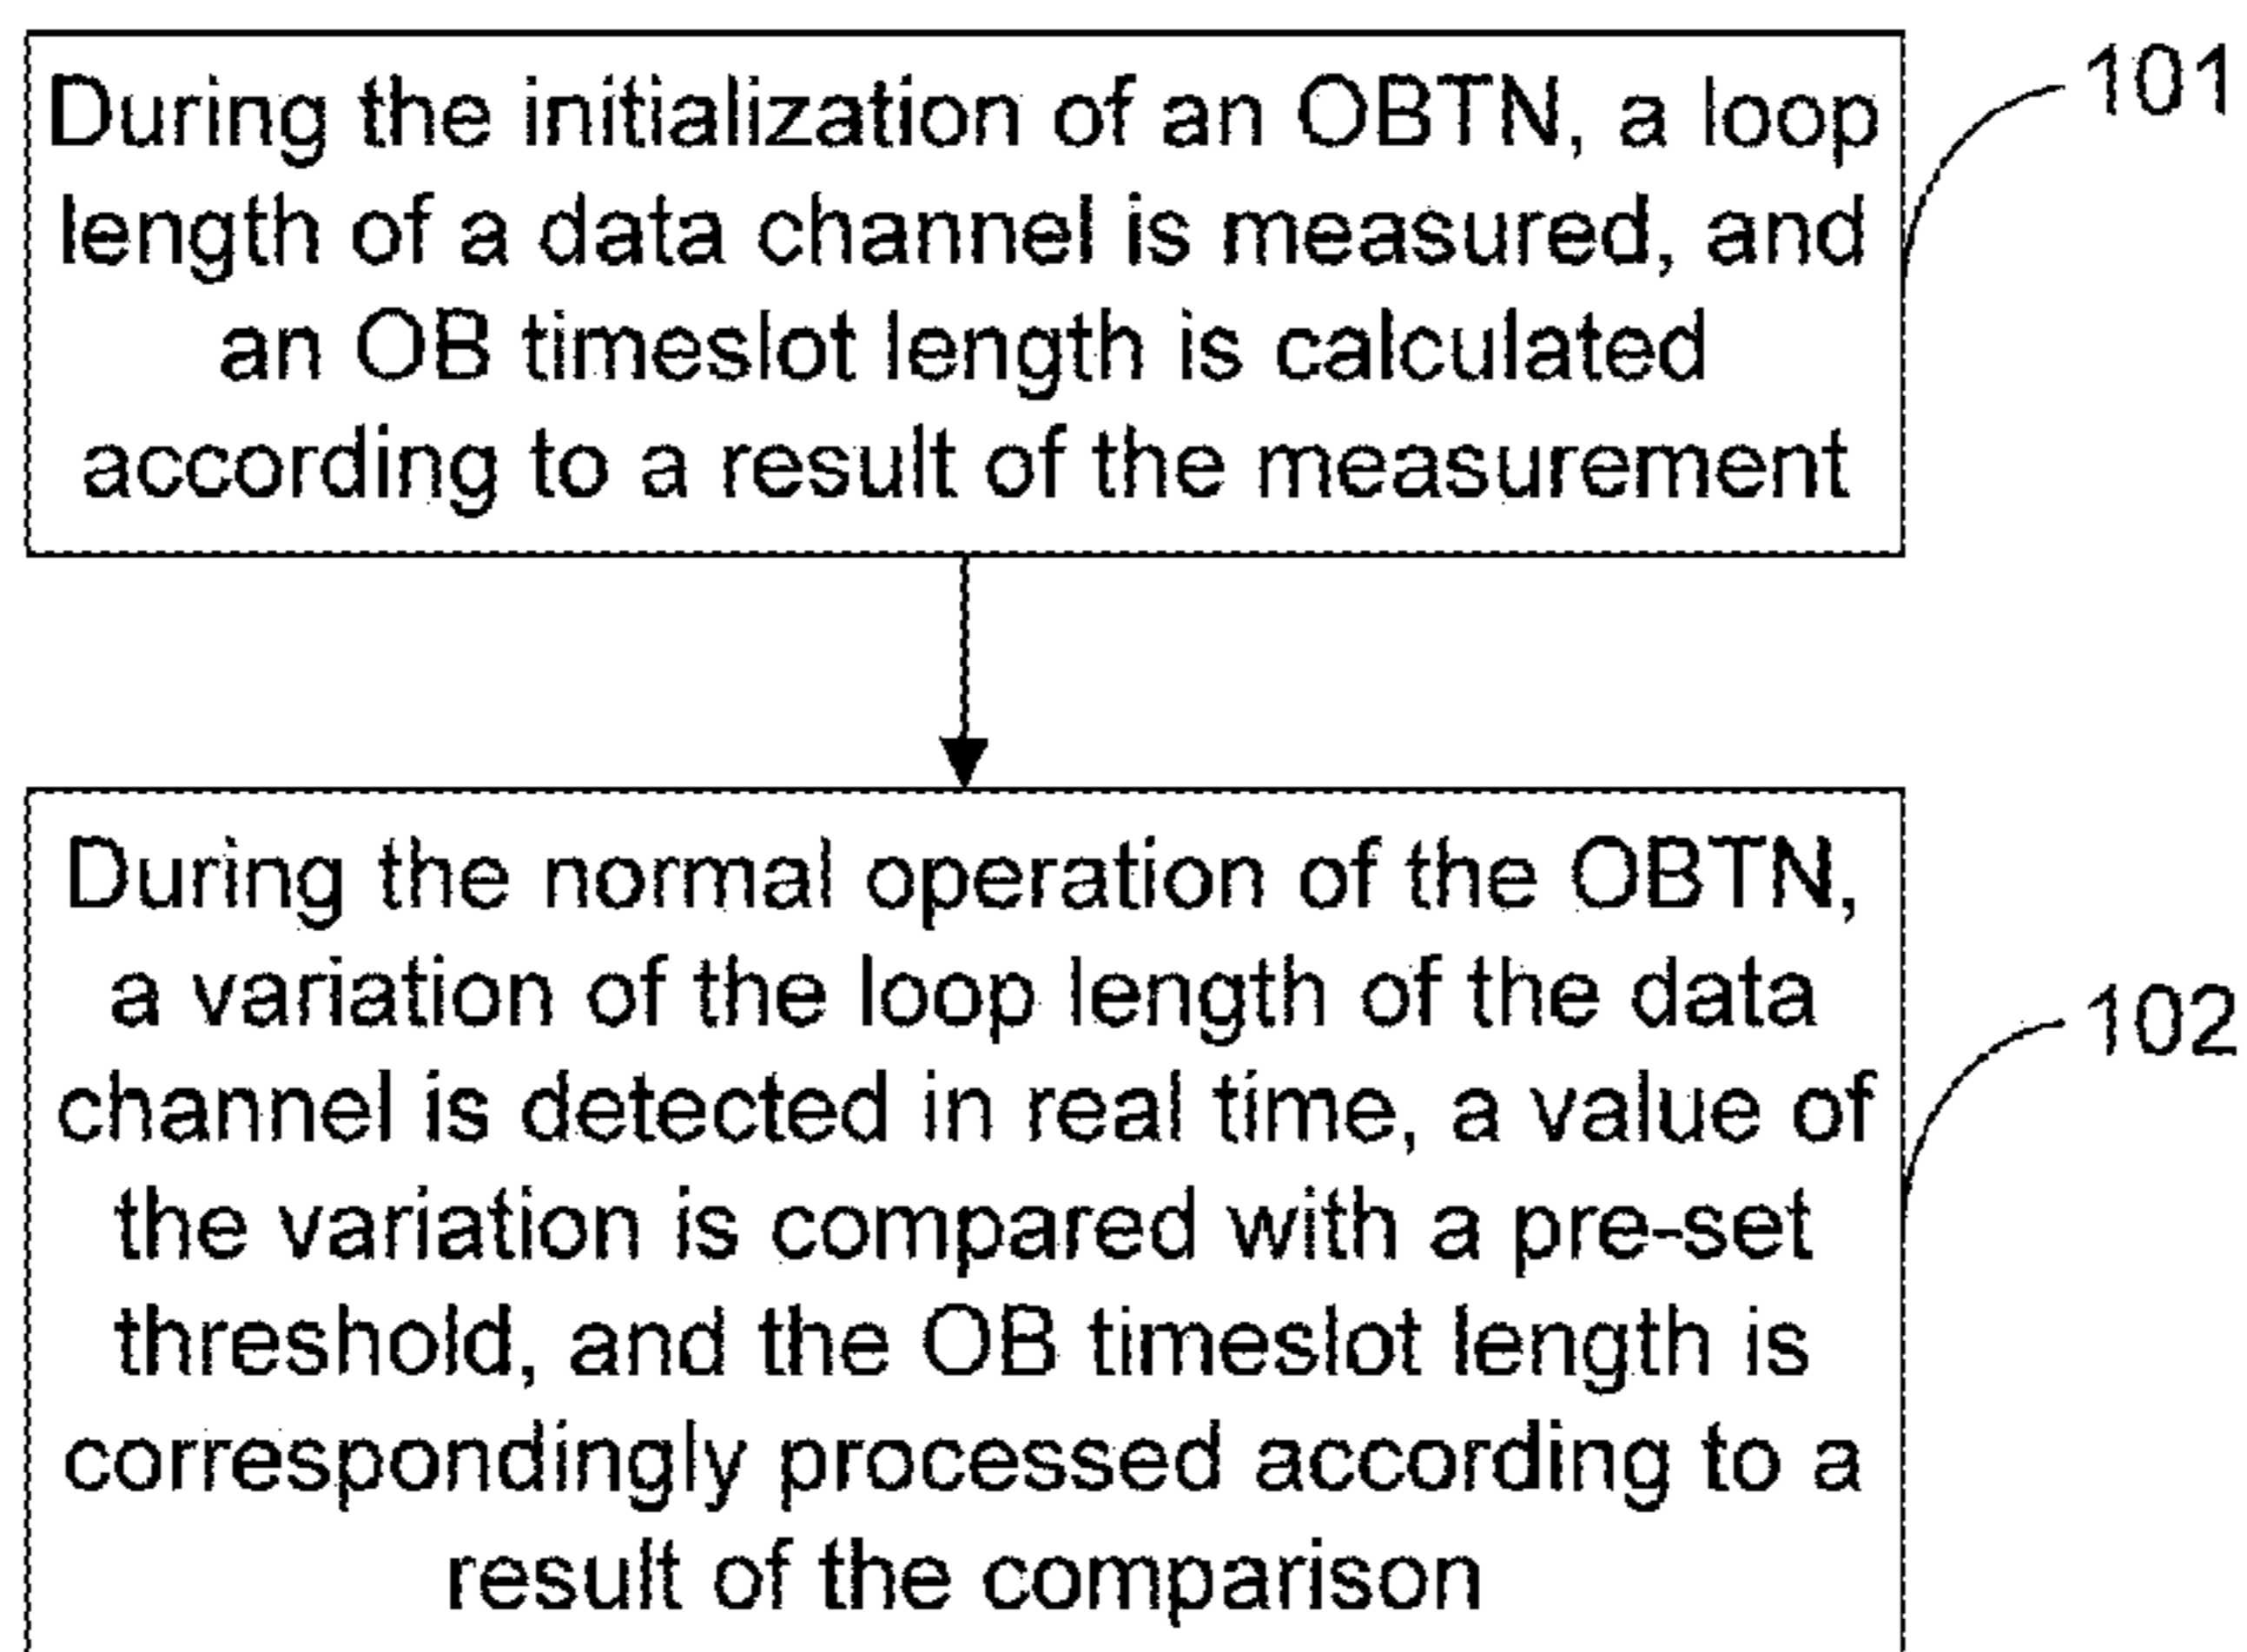 During the initialization of an OBTN, a loop
length of a data channel is measured, and
an OB timeslot length is calculated
according to a result of the measurement
101
During the normal operation of the OBTN,
a variation of the loop length of the data
channel is detected in real time, a value of
the variation is compared with a pre-set
threshold, and the OB timeslot length is
correspondingly processed according to a
result of the comparison
102